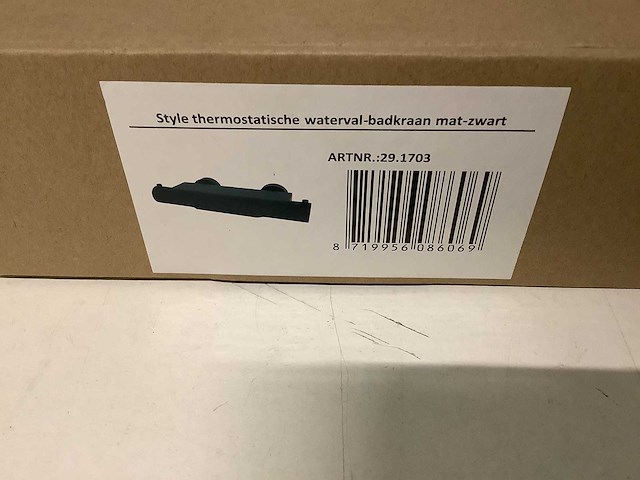 Style thermostatische waterval-badkraan mat-zwart
ARTNR.:29.1703
8 719956 086069